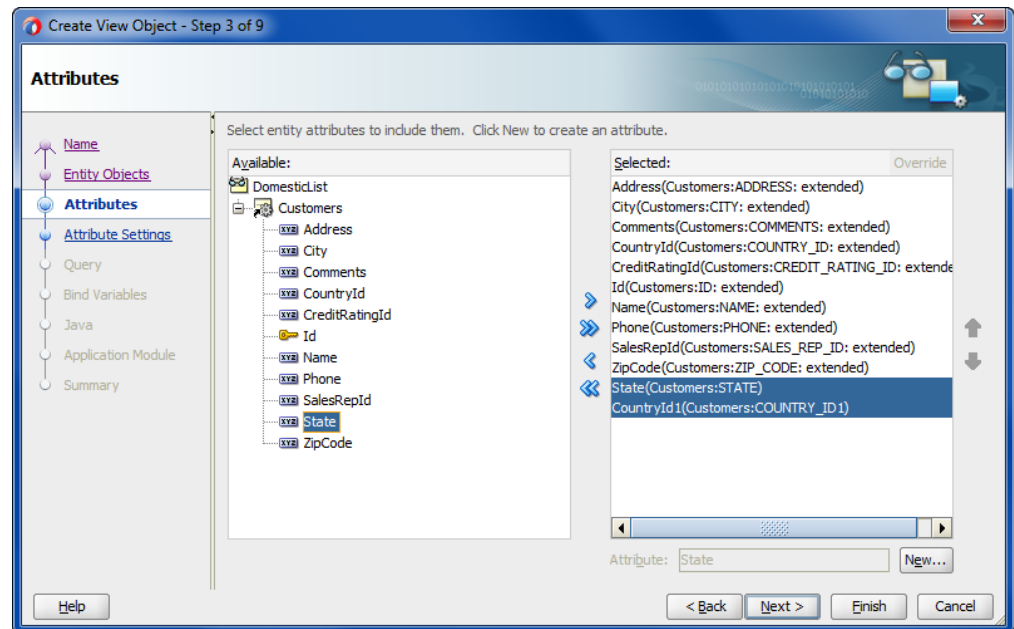 Create View Object - Step 3 of 9
Attributes
Name
Entity Objects
Attributes
Attribute Settings
Query
Bind Variables
Java
Application Module
Summary
Select entity attributes to include them. Click New to create an attribute.
Available:
DomesticList
Customers
Address
City
Comments
CountryId
CreditRatingId
Id
Name
Phone
SalesRepId
State
ZipCode
Selected:
Override
Address(Customers:ADDRESS: extended)
City(Customers:CITY: extended)
Comments(Customers:COMMENTS: extended)
CountryId(Customers:COUNTRY_ID: extended)
CreditRatingId(Customers:CREDIT_RATING_ID: extende
Id(Customers:ID: extended)
Name(Customers:NAME: extended)
Phone(Customers:PHONE: extended)
SalesRepId(Customers:SALES_REP_ID: extended)
ZipCode(Customers:ZIP_CODE: extended)
State(Customers:STATE)
CountryId1(Customers:COUNTRY_ID1)
Attribute: State
New...
Help
< Back
Next >
Finish
Cancel